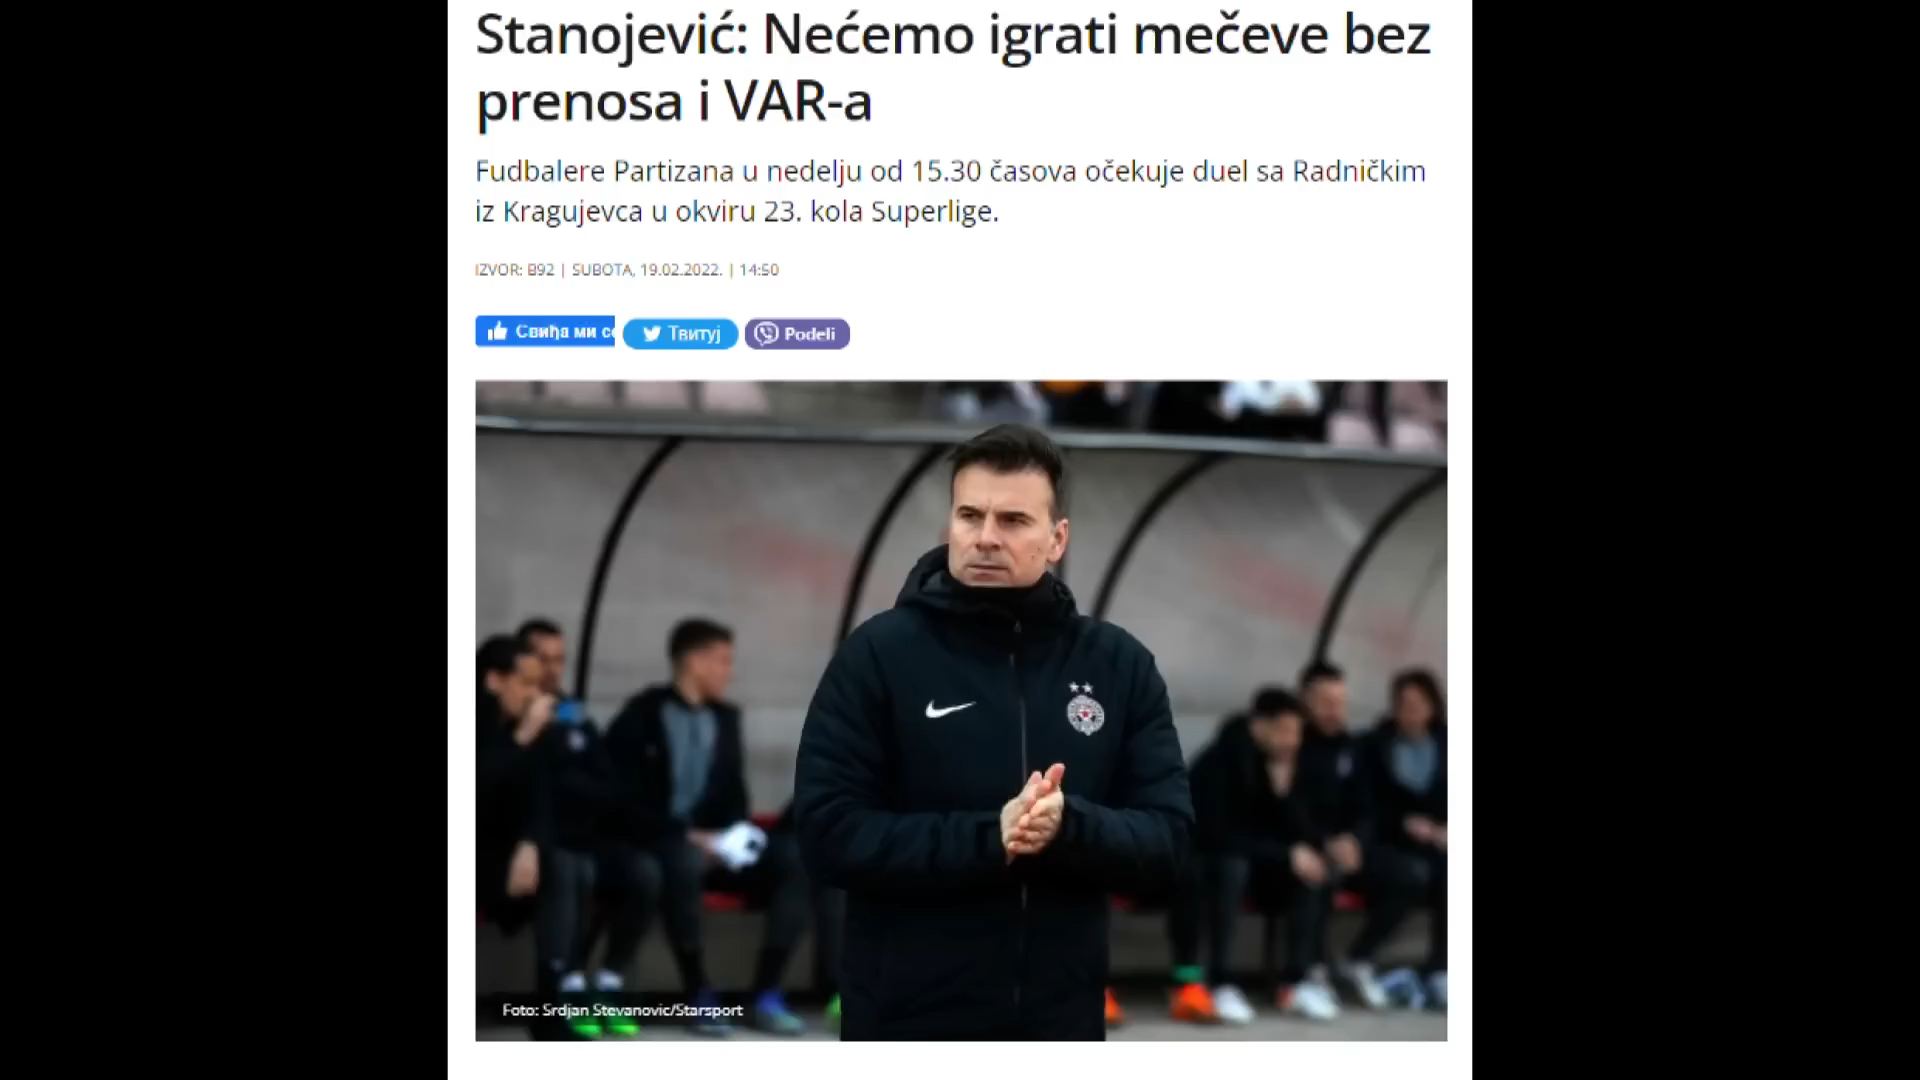 Stanojević: Nećemo igrati mečeve bez
prenosa i VAR-a
Fudbalere Partizana u nedelju od 15.30 časova očekuje duel sa Radničkim
iz Kragujevca u okviru 23. kola Superlige.
IZVOR: B92 | SUBOTA, 19.02.2022. | 14:50
Свиђа ми се Твитуј Podeli
Foto: Srdjan Stevanovic/Starsport